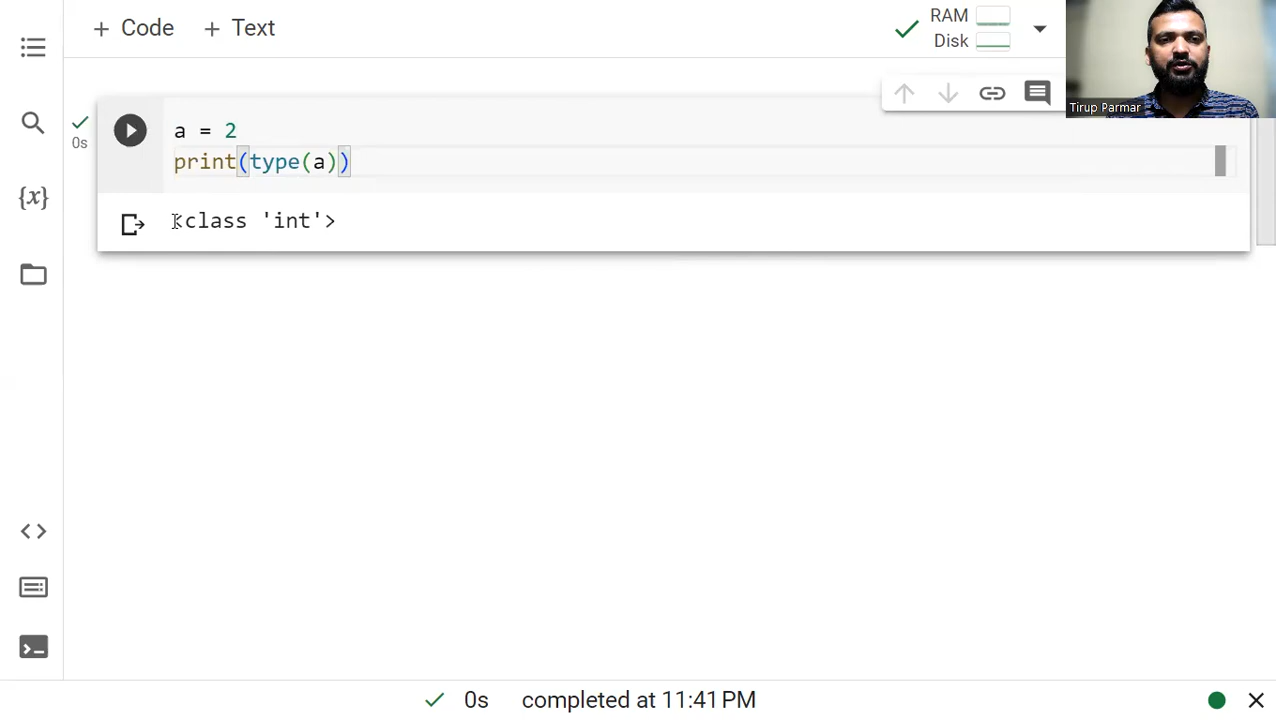 + Code + Text
RAM
Disk
Tirup Parmar
{x}
0s
a = 2
print(type(a))
<class 'int'>
0s completed at 11:41 PM